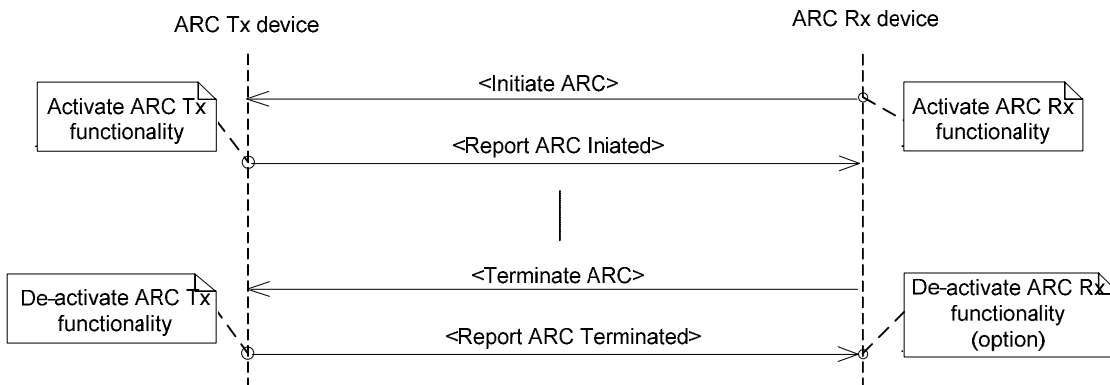 ARC Tx device
ARC Rx device
<Initiate ARC>
Activate ARC Tx
functionality
Activate ARC Rx
functionality
<Report ARC Iniated>
<Terminate ARC>
De-activate ARC Tx
functionality
De-activate ARC Rx
functionality
(option)
<Report ARC Terminated>